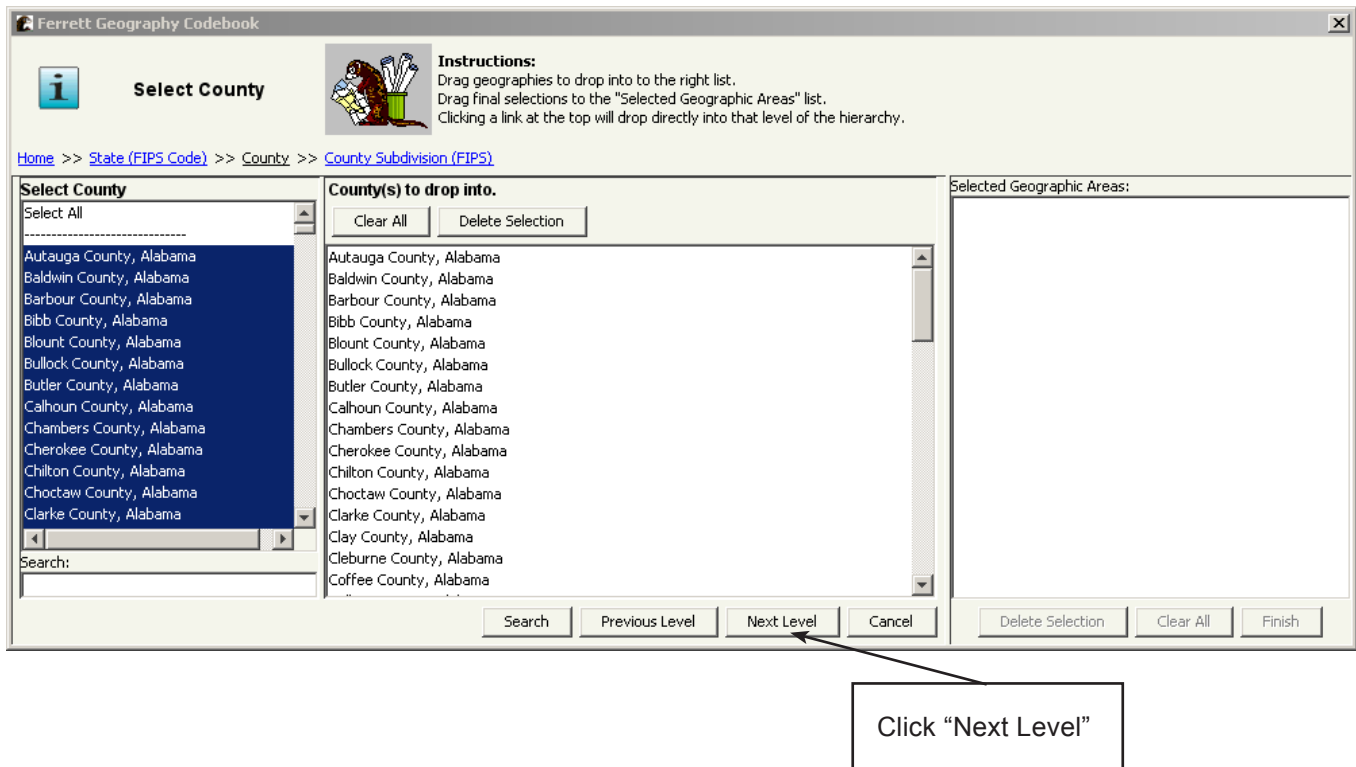 Ferrett Geography Codebook
Select County
Instructions:
Drag geographies to drop into to the right list.
Drag final selections to the "Selected Geographic Areas" list.
Clicking a link at the top will drop directly into that level of the hierarchy.
Home >> State (FIPS Code) >> County >> County Subdivision (FIPS)
Select County
Select All
------------------------------
Autauga County, Alabama
Baldwin County, Alabama
Barbour County, Alabama
Bibb County, Alabama
Blount County, Alabama
Bullock County, Alabama
Butler County, Alabama
Calhoun County, Alabama
Chambers County, Alabama
Cherokee County, Alabama
Chilton County, Alabama
Choctaw County, Alabama
Clarke County, Alabama
Search:
County(s) to drop into.
Clear All Delete Selection
Autauga County, Alabama
Baldwin County, Alabama
Barbour County, Alabama
Bibb County, Alabama
Blount County, Alabama
Bullock County, Alabama
Butler County, Alabama
Calhoun County, Alabama
Chambers County, Alabama
Cherokee County, Alabama
Chilton County, Alabama
Choctaw County, Alabama
Clarke County, Alabama
Clay County, Alabama
Cleburne County, Alabama
Coffee County, Alabama
Search Previous Level Next Level Cancel
Selected Geographic Areas:
Delete Selection Clear All Finish
Click “Next Level”